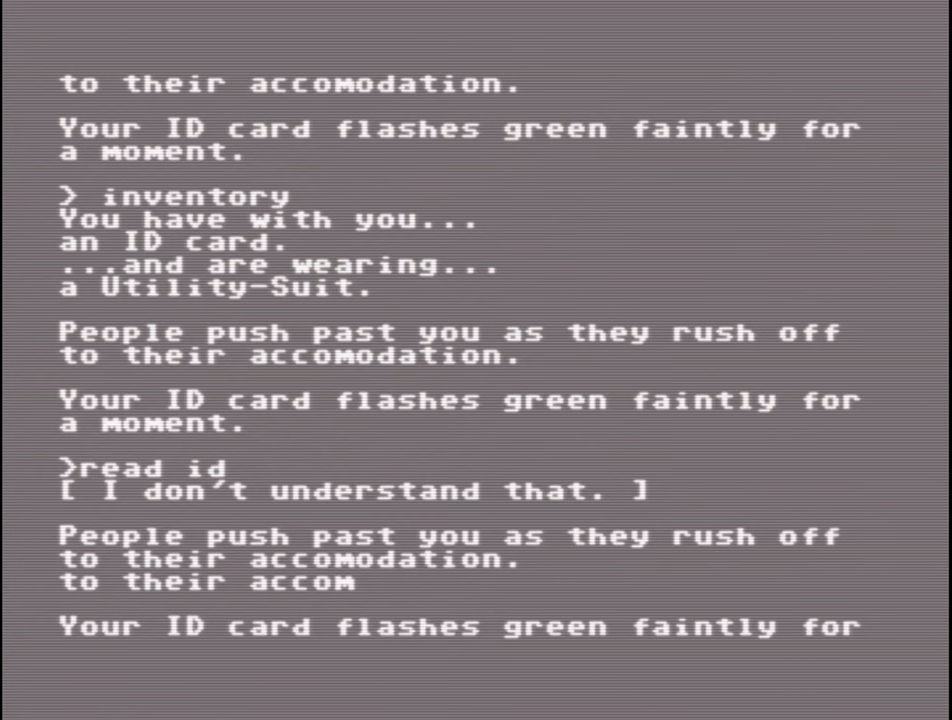 to their accomodation.
Your ID card flashes green faintly for
a moment.
> inventory
You have with you...
an ID card.
...and are wearing...
a Utility-Suit.
People push past you as they rush off
to their accomodation.
Your ID card flashes green faintly for
a moment.
>read id
[ I don't understand that. ]
People push past you as they rush off
to their accomodation.
to their accom
Your ID card flashes green faintly for